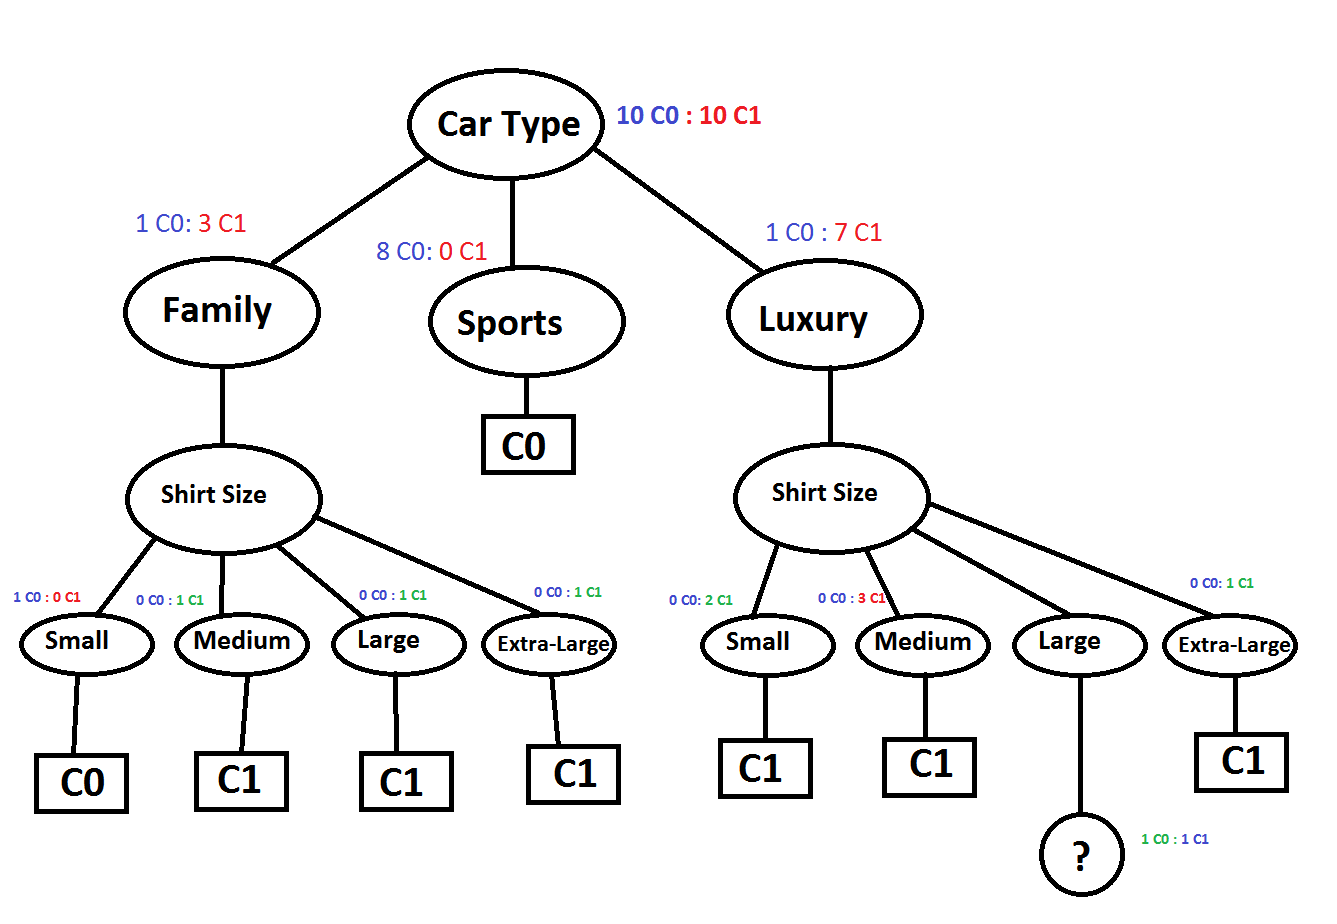 Car Type
10 C0 : 10 C1
1 C0: 3 C1
8 C0: 0 C1
1 C0 : 7 C1
Family
Sports
Luxury
C0
Shirt Size
Shirt Size
1 C0 : 0 C1
0 C0 : 1 C1
0 C0 : 1 C1
0 C0 : 1 C1
0 C0: 2 C1
0 C0 : 3 C1
0 C0: 1 C1
Small
Medium
Large
Extra-Large
Small
Medium
Large
Extra-Large
C0
C1
C1
C1
C1
C1
C1
?
1 C0 : 1 C1